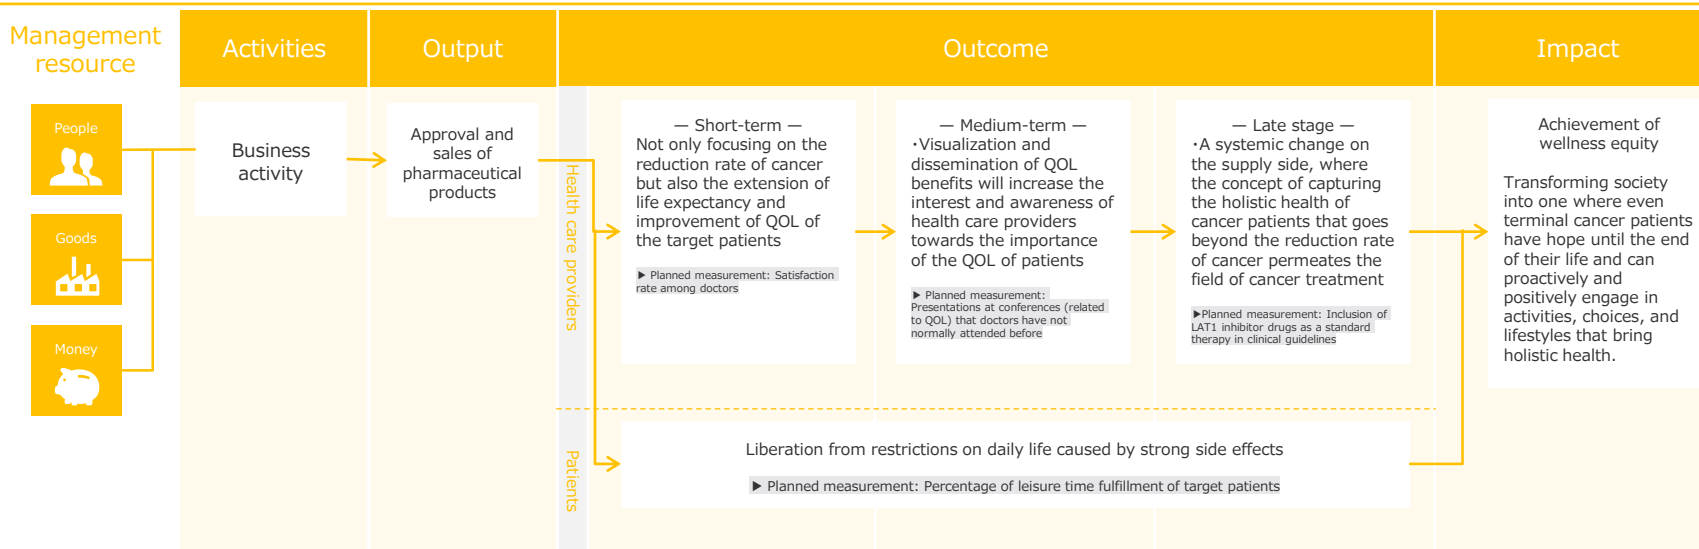 Management
resource
Activities
Output
Outcome
Impact
People
Goods
Money
Business
activity
Approval and
sales of
pharmaceutical
products
Health care providers
— Short-term —
Not only focusing on the
reduction rate of cancer
but also the extension of
life expectancy and
improvement of QOL of
the target patients
▶ Planned measurement: Satisfaction
rate among doctors
— Medium-term —
・Visualization and
dissemination of QOL
benefits will increase the
interest and awareness of
health care providers
towards the importance
of the QOL of patients
▶ Planned measurement:
Presentations at conferences (related
to QOL) that doctors have not
normally attended before
— Late stage —
・A systemic change on
the supply side, where
the concept of capturing
the holistic health of
cancer patients that goes
beyond the reduction rate
of cancer permeates the
field of cancer treatment
▶Planned measurement: Inclusion of
LAT1 inhibitor drugs as a standard
therapy in clinical guidelines
Achievement of
wellness equity
Transforming society
into one where even
terminal cancer patients
have hope until the end
of their life and can
proactively and
positively engage in
activities, choices, and
lifestyles that bring
holistic health.
Patients
Liberation from restrictions on daily life caused by strong side effects
▶ Planned measurement: Percentage of leisure time fulfillment of target patients